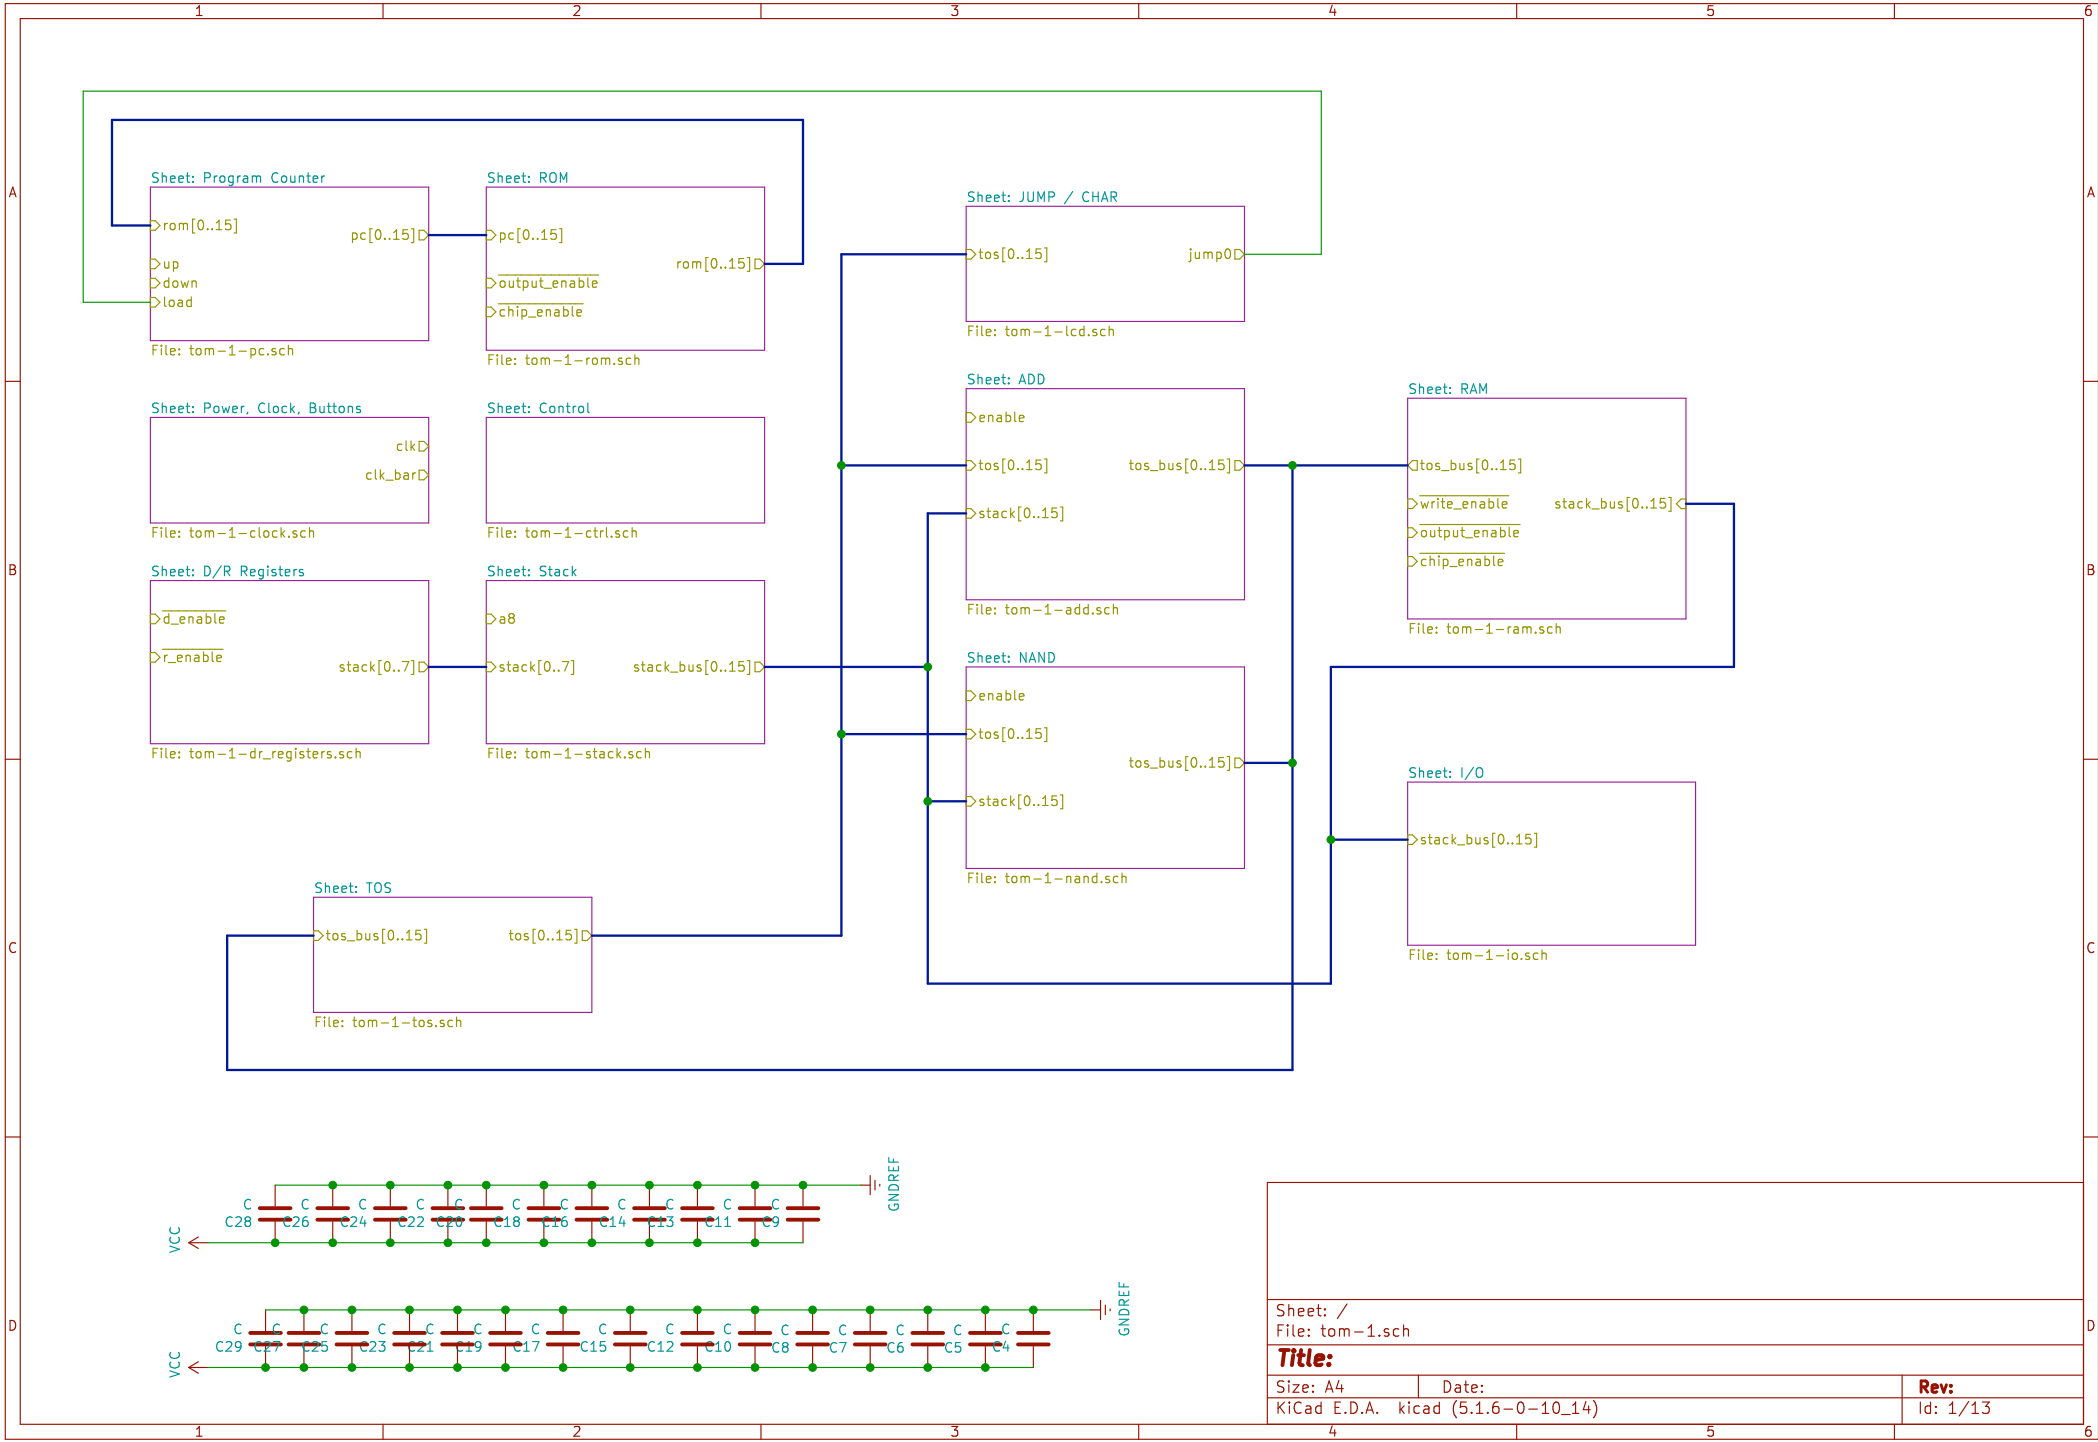 1 2 3 4 5 6
A A
B B
C C
D D
Sheet: Program Counter
rom[0..15]
pc[0..15]
up
down
load
File: tom-1-pc.sch
Sheet: ROM
pc[0..15]
rom[0..15]
output_enable
chip_enable
File: tom-1-rom.sch
Sheet: JUMP / CHAR
tos[0..15]
jump0
File: tom-1-lcd.sch
Sheet: Power, Clock, Buttons
clk
clk_bar
File: tom-1-clock.sch
Sheet: Control
File: tom-1-ctrl.sch
Sheet: ADD
enable
tos[0..15]
tos_bus[0..15]
stack[0..15]
File: tom-1-add.sch
Sheet: RAM
tos_bus[0..15]
write_enable
stack_bus[0..15]
output_enable
chip_enable
File: tom-1-ram.sch
Sheet: D/R Registers
d_enable
r_enable
stack[0..7]
File: tom-1-dr_registers.sch
Sheet: Stack
a8
stack[0..7]
stack_bus[0..15]
File: tom-1-stack.sch
Sheet: NAND
enable
tos[0..15]
tos_bus[0..15]
stack[0..15]
File: tom-1-nand.sch
Sheet: I/O
stack_bus[0..15]
File: tom-1-io.sch
Sheet: TOS
tos_bus[0..15]
tos[0..15]
File: tom-1-tos.sch
GNDREF
C C C C C C C C C C C
C28 C26 C24 C22 C20 C18 C16 C14 C13 C11 C9
VCC
GNDREF
C C C C C C C C C C C C C C C
C29 C27 C25 C23 C21 C19 C17 C15 C12 C10 C8 C7 C6 C5 C4
VCC
Sheet: /
File: tom-1.sch
Title:
Size: A4
Date:
Rev:
KiCad E.D.A. kicad (5.1.6-0-10_14)
Id: 1/13
1 2 3 4 5 6